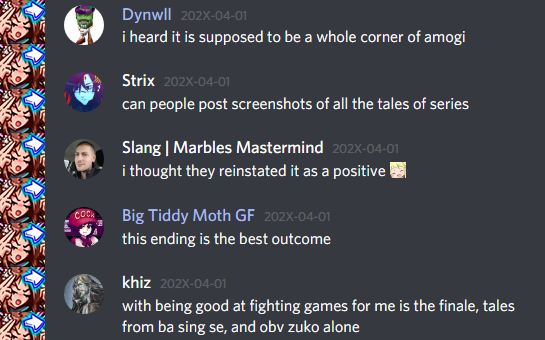 Dynwll 202X-04-01
i heard it is supposed to be a whole corner of amogi
Strix 202X-04-01
can people post screenshots of all the tales of series
Slang | Marbles Mastermind 202X-04-01
i thought they reinstated it as a positive
COCK
Big Tiddy Moth GF 202X-04-01
this ending is the best outcome
khiz 202X-04-01
with being good at fighting games for me is the finale, tales
from ba sing se, and obv zuko alone